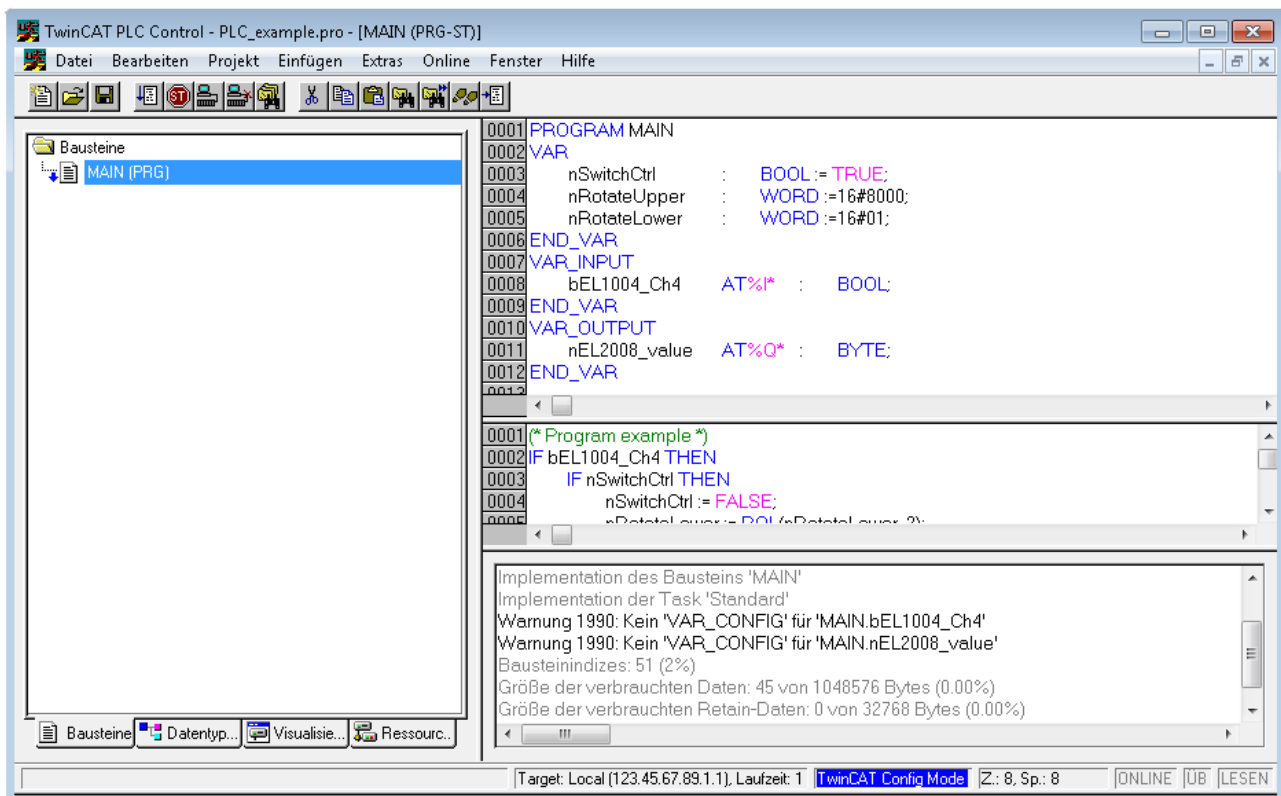 TwinCAT PLC Control - PLC_example.pro - [MAIN (PRG-ST)]
Datei Bearbeiten Projekt Einfügen Extras Online Fenster Hilfe
Bausteine
MAIN (PRG)
Bausteine Datentyp... Visualisie... Ressourc..
0001 PROGRAM MAIN
0002 VAR
0003 nSwitchCtrl : BOOL := TRUE;
0004 nRotateUpper : WORD :=16#8000;
0005 nRotateLower : WORD :=16#01;
0006 END_VAR
0007 VAR_INPUT
0008 bEL1004_Ch4 AT%I* : BOOL;
0009 END_VAR
0010 VAR_OUTPUT
0011 nEL2008_value AT%Q* : BYTE;
0012 END_VAR
0013
0001 (* Program example *)
0002 IF bEL1004_Ch4 THEN
0003 IF nSwitchCtrl THEN
0004 nSwitchCtrl := FALSE;
0005 nRotateLower := ROL(nRotateLower, 2);
Implementation des Bausteins 'MAIN'
Implementation der Task 'Standard'
Warnung 1990: Kein 'VAR_CONFIG' für 'MAIN.bEL1004_Ch4'
Warnung 1990: Kein 'VAR_CONFIG' für 'MAIN.nEL2008_value'
Bausteinindizes: 51 (2%)
Größe der verbrauchten Daten: 45 von 1048576 Bytes (0.00%)
Größe der verbrauchten Retain-Daten: 0 von 32768 Bytes (0.00%)
Target: Local (123.45.67.89.1.1), Laufzeit: 1 TwinCAT Config Mode Z.: 8, Sp.: 8 ONLINE ÜB LESEN